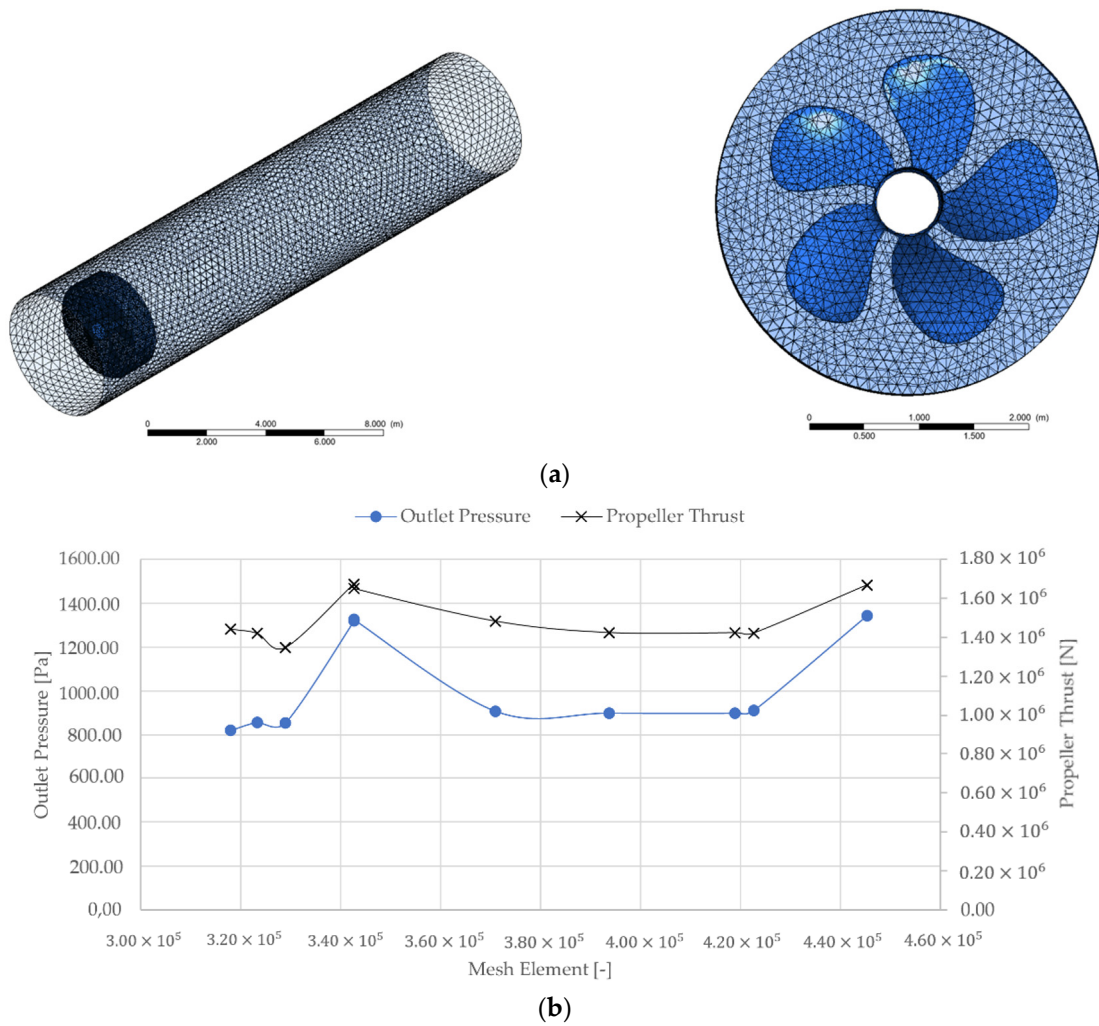 0 4.000 8.000 (m)
2.000 6.000
0 1.000 2.000 (m)
0.500 1.500
(a)
Outlet Pressure Propeller Thrust
1600.00
1400.00
1200.00
1000.00
800.00
600.00
400.00
200.00
0,00
Outlet Pressure [Pa]
1.80 × 10⁶
1.60 × 10⁶
1.40 × 10⁶
1.20 × 10⁶
1.00 × 10⁶
0.80 × 10⁶
0.60 × 10⁶
0.40 × 10⁶
0.20 × 10⁶
0.00
Propeller Thrust [N]
3.00 × 10⁵ 3.20 × 10⁵ 3.40 × 10⁵ 3.60 × 10⁵ 3.80 × 10⁵ 4.00 × 10⁵ 4.20 × 10⁵ 4.40 × 10⁵ 4.60 × 10⁵
Mesh Element [-]
(b)